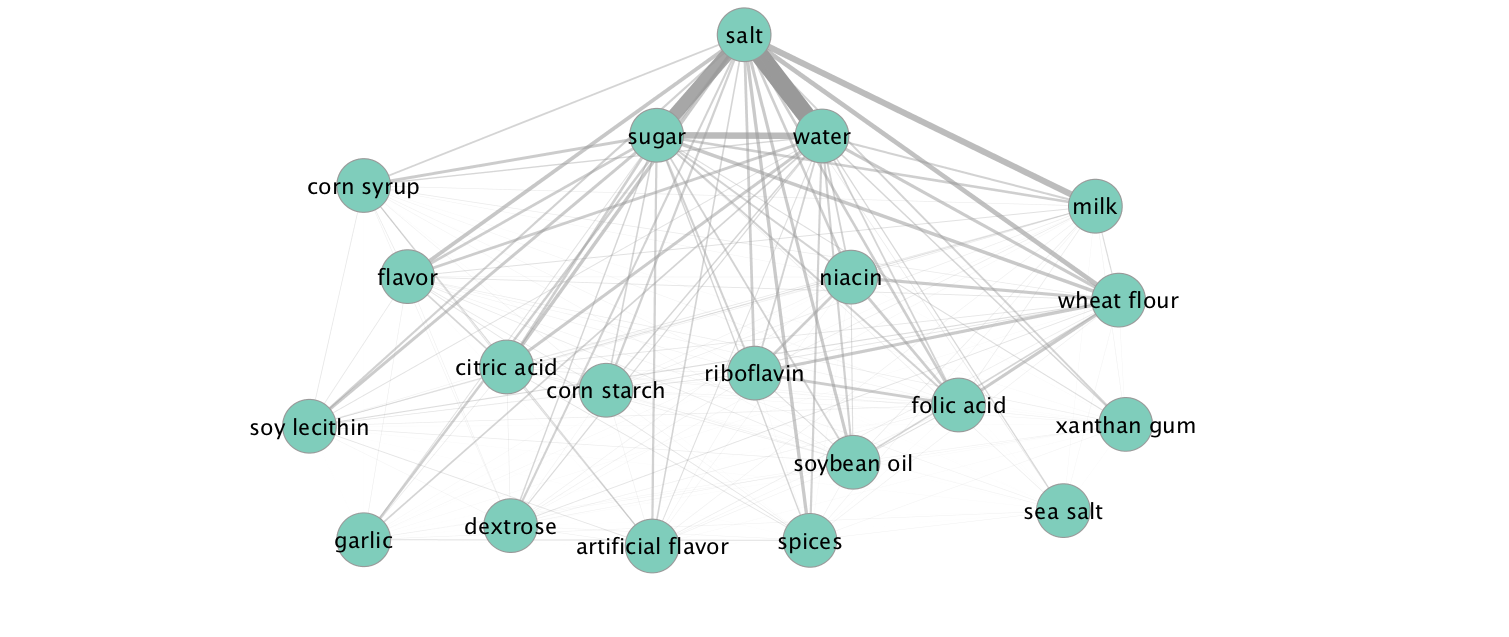 salt
sugar
water
corn syrup
milk
flavor
niacin
wheat flour
citric acid
corn starch
riboflavin
folic acid
soy lecithin
xanthan gum
soybean oil
sea salt
garlic
dextrose
artificial flavor
spices